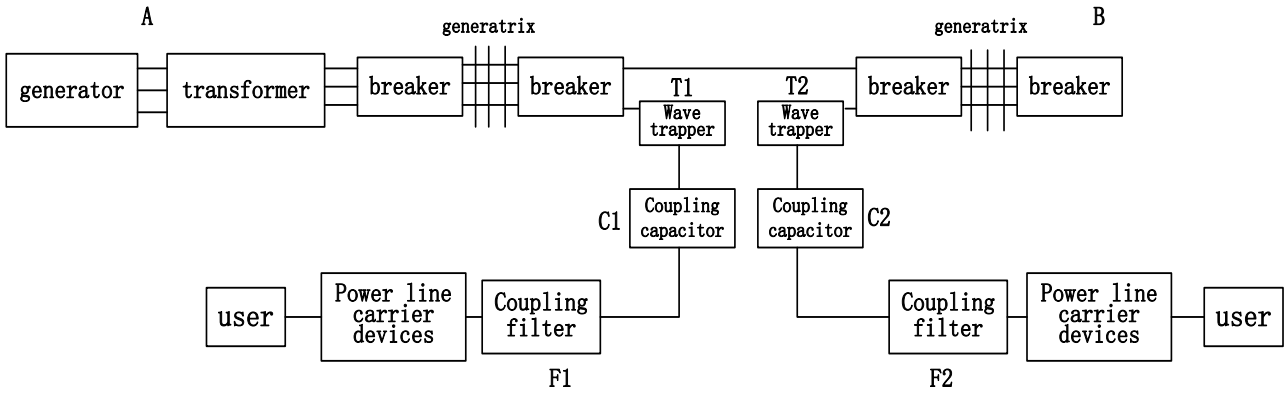 A
B
generatrix
generatrix
generator
transformer
breaker
breaker
breaker
breaker
T1
T2
Wave
trapper
Wave
trapper
C1
Coupling
capacitor
Coupling
capacitor
C2
user
Power line
carrier
devices
Coupling
filter
Coupling
filter
Power line
carrier
devices
user
F1
F2